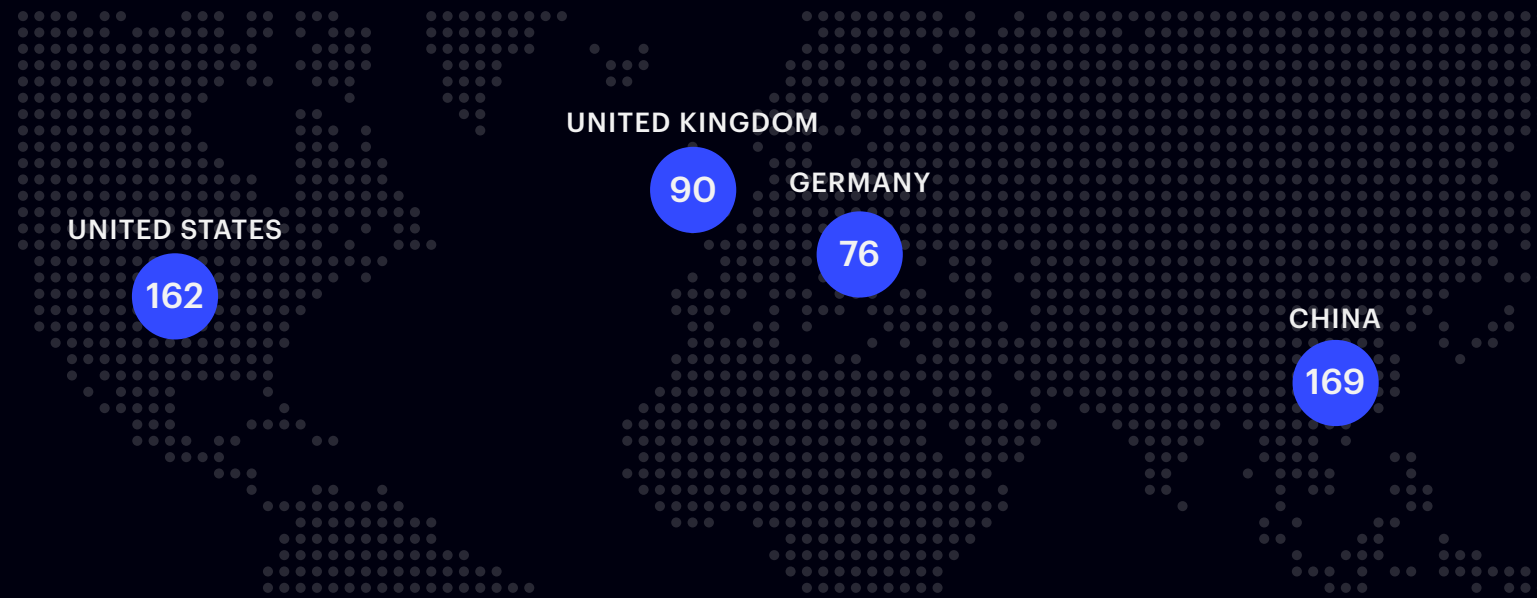 UNITED KINGDOM
90
GERMANY
76
UNITED STATES
162
CHINA
169